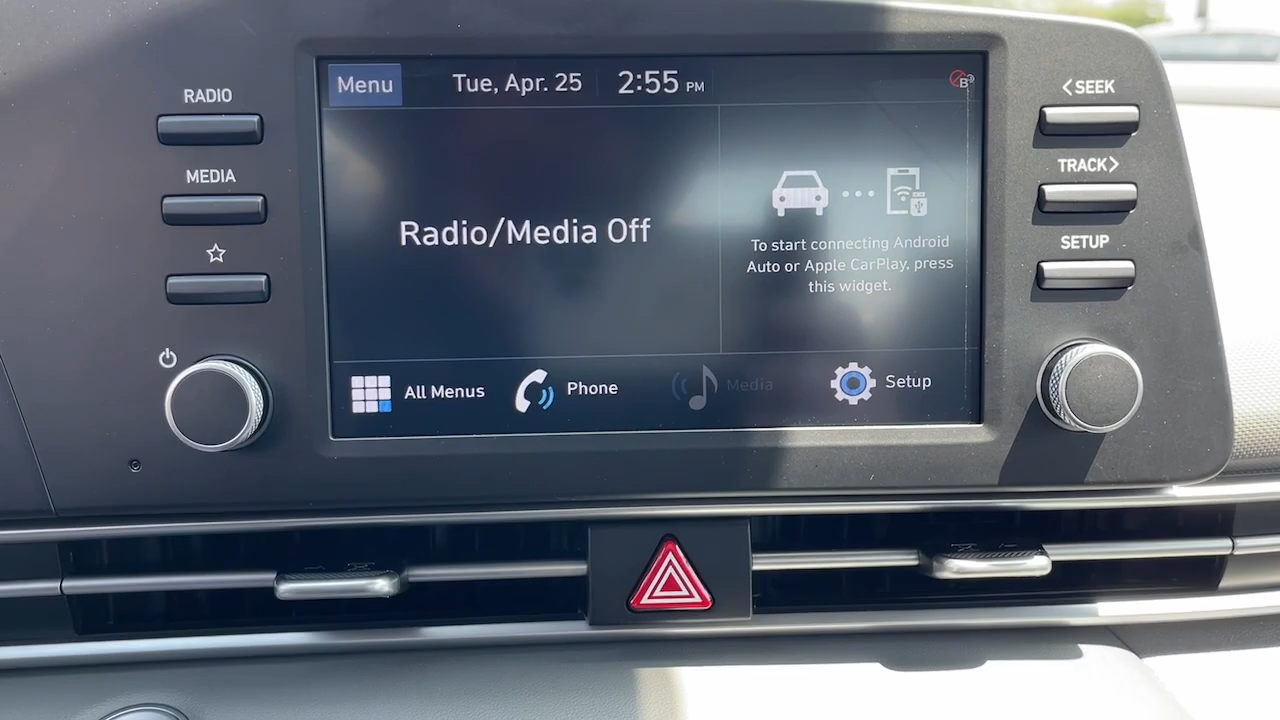 RADIO
MEDIA
Menu
Tue, Apr. 25
2:55 PM
Radio/Media Off
To start connecting Android
Auto or Apple CarPlay, press
this widget.
All Menus
Phone
Media
Setup
<SEEK
TRACK>
SETUP